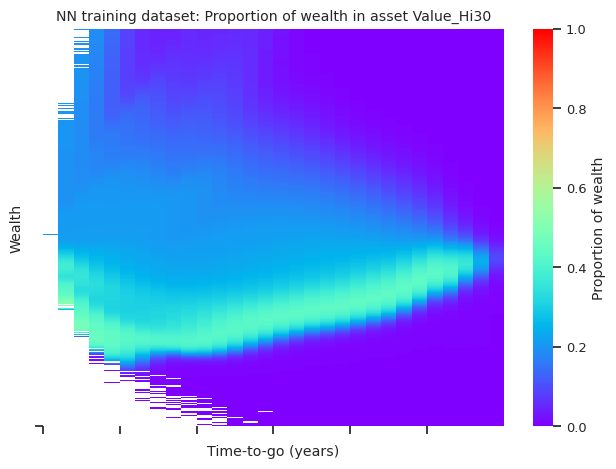 NN training dataset: Proportion of wealth in asset Value_Hi30
1.0
0.8
0.6
0.4
0.2
0.0
Proportion of wealth
Wealth
Time-to-go (years)